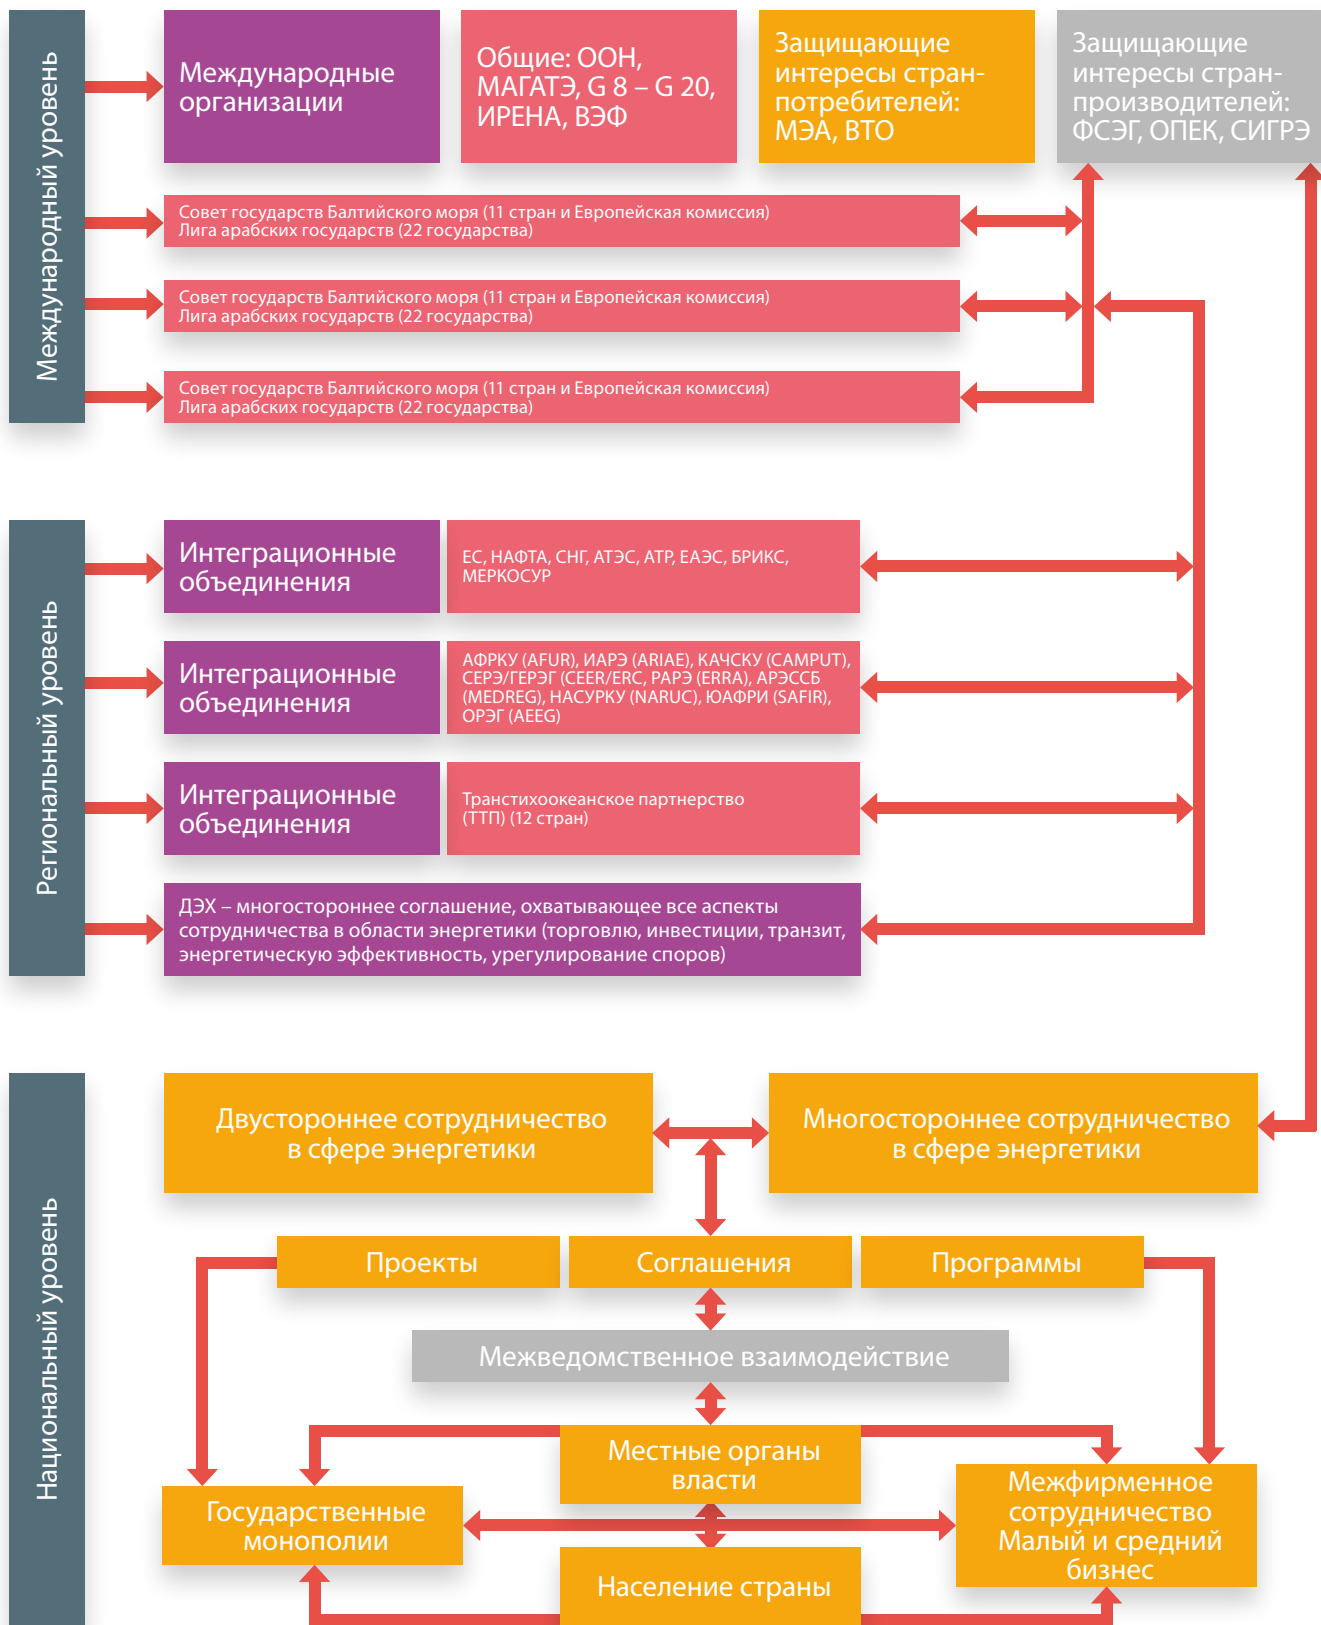 Международный уровень
Международные
организации
Общие: ООН,
МАГАТЭ, G 8 – G 20,
ИРЕНА, ВЭФ
Защищающие
интересы стран-
потребителей:
МЭА, ВТО
Защищающие
интересы стран-
производителей:
ФСЭГ, ОПЕК, СИГРЭ
Совет государств Балтийского моря (11 стран и Европейская комиссия)
Лига арабских государств (22 государства)
Совет государств Балтийского моря (11 стран и Европейская комиссия)
Лига арабских государств (22 государства)
Совет государств Балтийского моря (11 стран и Европейская комиссия)
Лига арабских государств (22 государства)
Региональный уровень
Интеграционные
объединения
ЕС, НАФТА, СНГ, АТЭС, АТР, ЕАЭС, БРИКС,
МЕРКОСУР
Интеграционные
объединения
АФРКУ (AFUR), ИАРЭ (ARIAE), КАЧСКУ (CAMPUT),
СЕРЭ/ГЕРЭГ (CEER/ERC, РАРЭ (ERRA), АРЭССБ
(MEDREG), НАСУРКУ (NARUC), ЮАФРИ (SAFIR),
ОРЭГ (AEEG)
Интеграционные
объединения
Транстихоокеанское партнерство
(ТТП) (12 стран)
ДЭХ – многостороннее соглашение, охватывающее все аспекты
сотрудничества в области энергетики (торговлю, инвестиции, транзит,
энергетическую эффективность, урегулирование споров)
Национальный уровень
Двустороннее сотрудничество
в сфере энергетики
Многостороннее сотрудничество
в сфере энергетики
Проекты
Соглашения
Программы
Межведомственное взаимодействие
Местные органы
власти
Государственные
монополии
Межфирменное
сотрудничество
Малый и средний
бизнес
Население страны